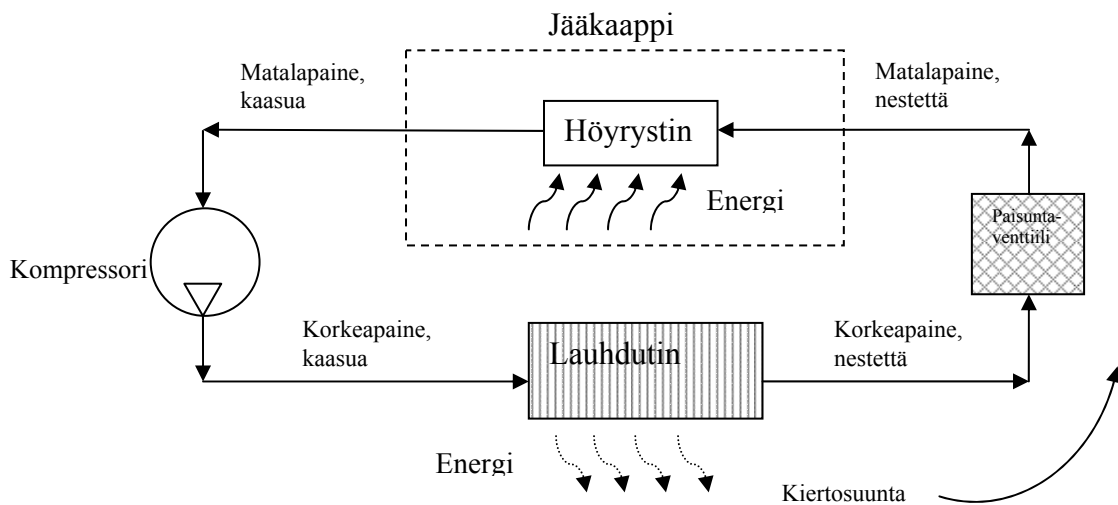 Jääkaappi
Matalapaine,
kaasua
Matalapaine,
nestettä
Höyrystin
Energi
Paisunta-
venttiili
Kompressori
Korkeapaine,
kaasua
Lauhdutin
Korkeapaine,
nestettä
Energi
Kiertosuunta